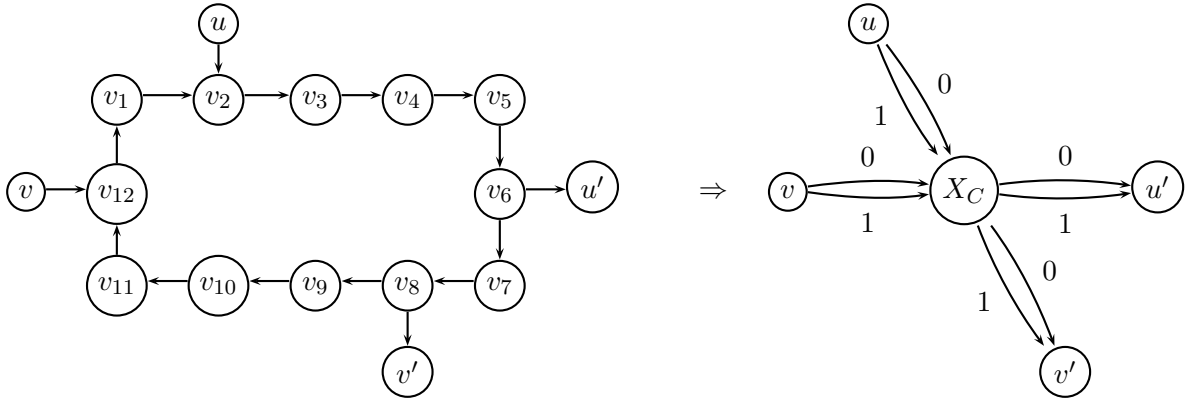 u u
v₁ v₂ v₃ v₄ v₅ 0
1
0 0
v v₁₂ v₆ u′ ⇒ v X_C u′
1 1
v₁₁ v₁₀ v₉ v₈ v₇ 0
1
v′ v′